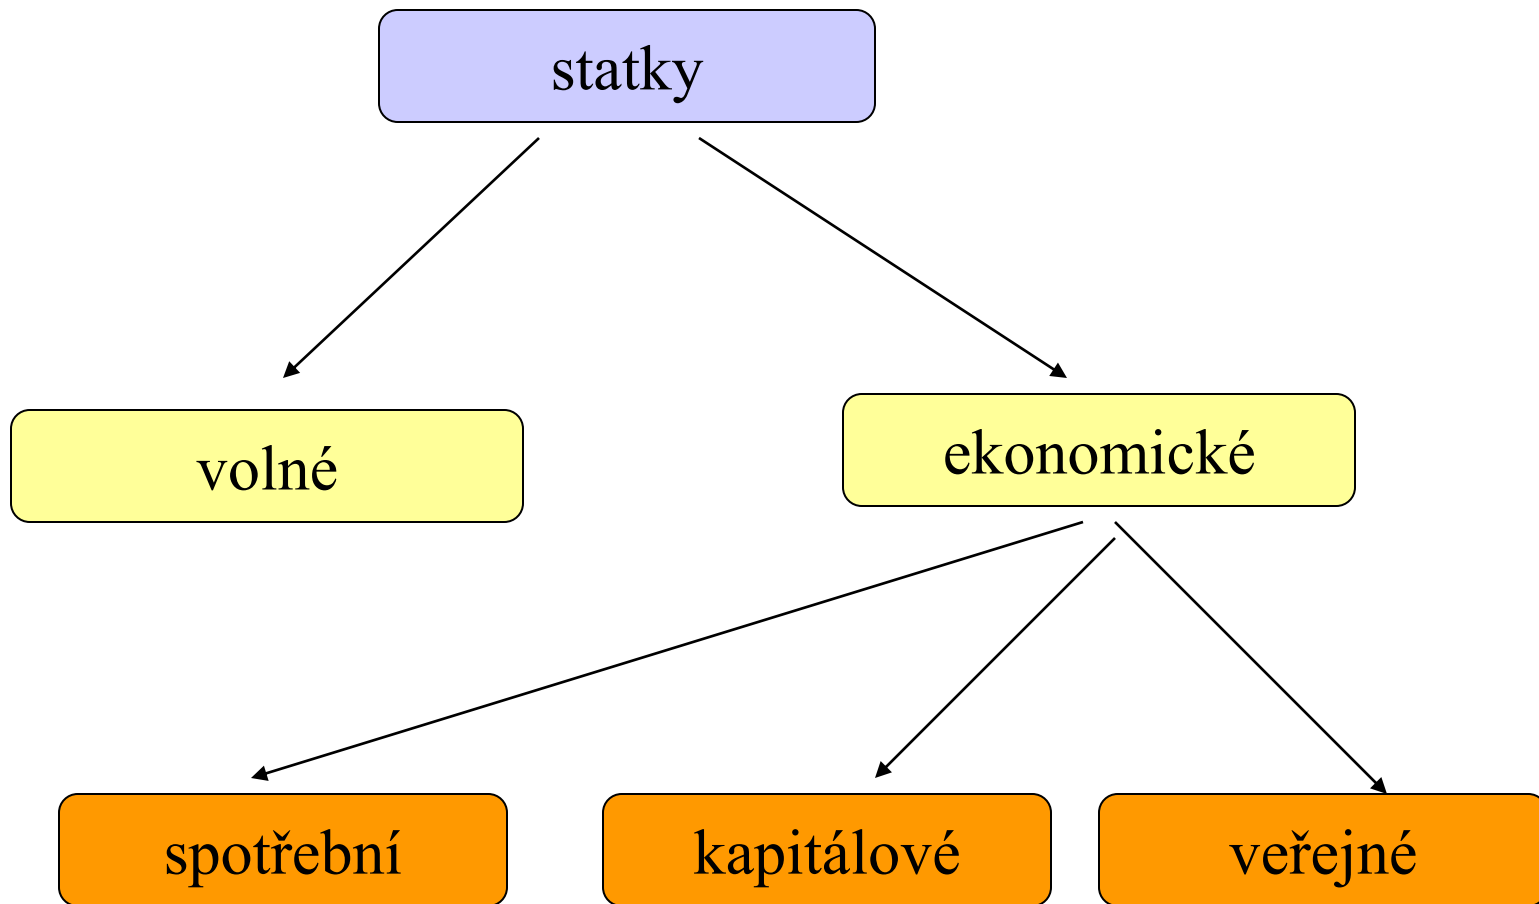 statky
volné
ekonomické
spotřební
kapitálové
veřejné